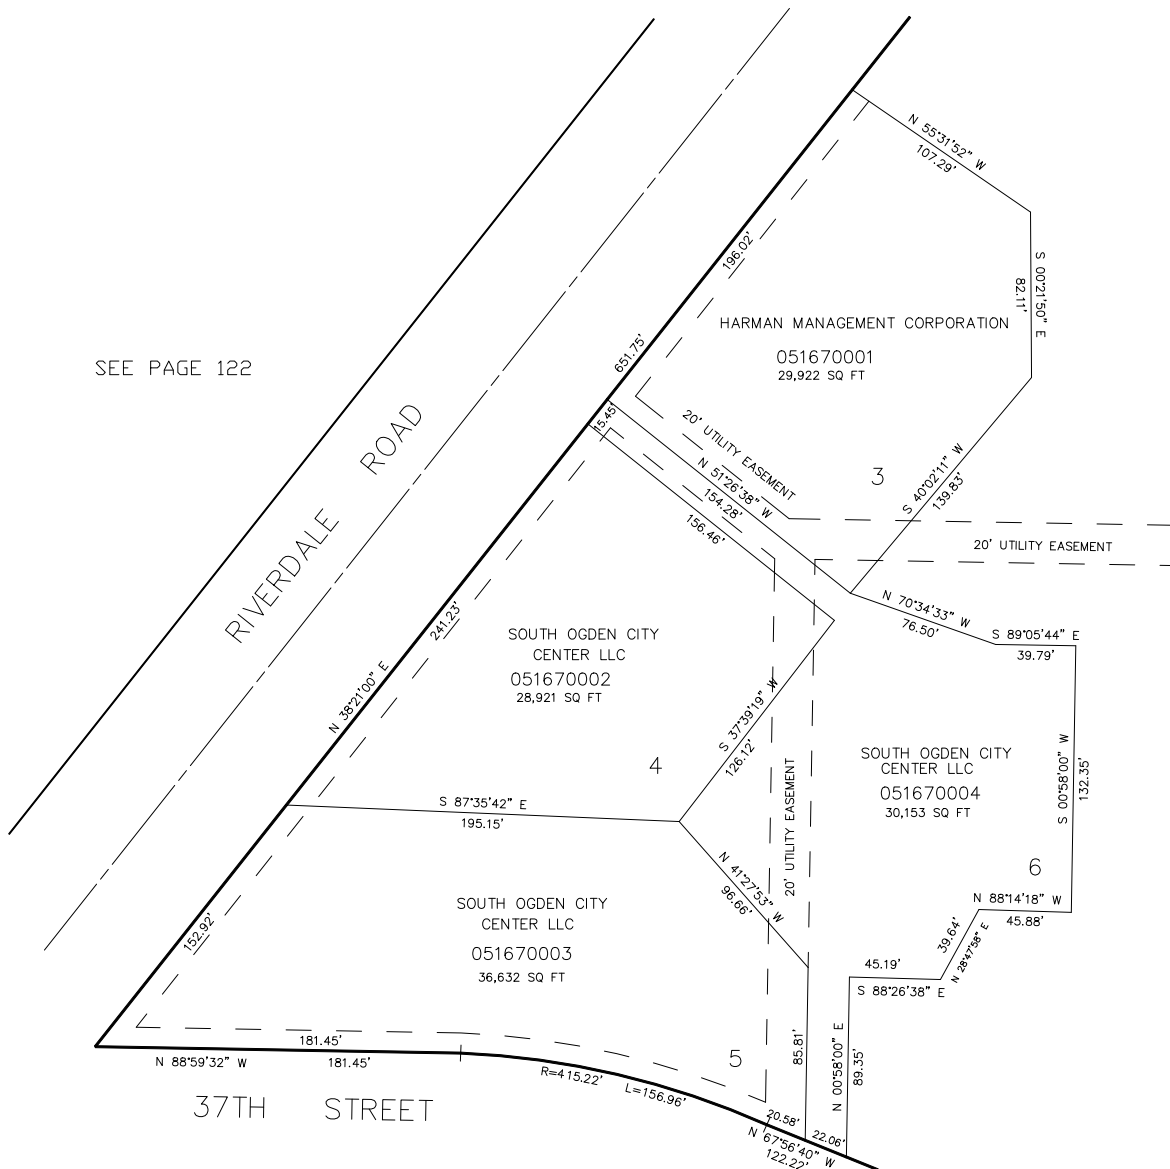 N 55°31'52" W
107.29'
S 00°21'50" E
82.11'
196.02'
HARMAN MANAGEMENT CORPORATION
051670001
29,922 SQ FT
651.75'
SEE PAGE 122
15.45'
20' UTILITY EASEMENT
N 51°26'38" W
154.28'
156.46'
3
S 40°02'11" W
139.83'
20' UTILITY EASEMENT
RIVERDALE ROAD
241.23'
N 38°21'00" E
SOUTH OGDEN CITY
CENTER LLC
051670002
28,921 SQ FT
N 70°34'33" W
76.50'
S 89°05'44" E
39.79'
S 37°39'19" W
126.12'
4
20' UTILITY EASEMENT
SOUTH OGDEN CITY
CENTER LLC
051670004
30,153 SQ FT
S 00°58'00" W
132.35'
S 87°35'42" E
195.15'
N 41°27'53" W
96.66'
6
N 88°14'18" W
45.88'
152.92'
SOUTH OGDEN CITY
CENTER LLC
051670003
36,632 SQ FT
39.64'
N 28°47'58" E
45.19'
S 88°26'38" E
181.45'
N 88°59'32" W
181.45'
R=415.22'
L=156.96'
5
85.81'
N 00°58'00" E
89.35'
37TH STREET
20.58'
22.06'
N 67°56'40" W
122.22'